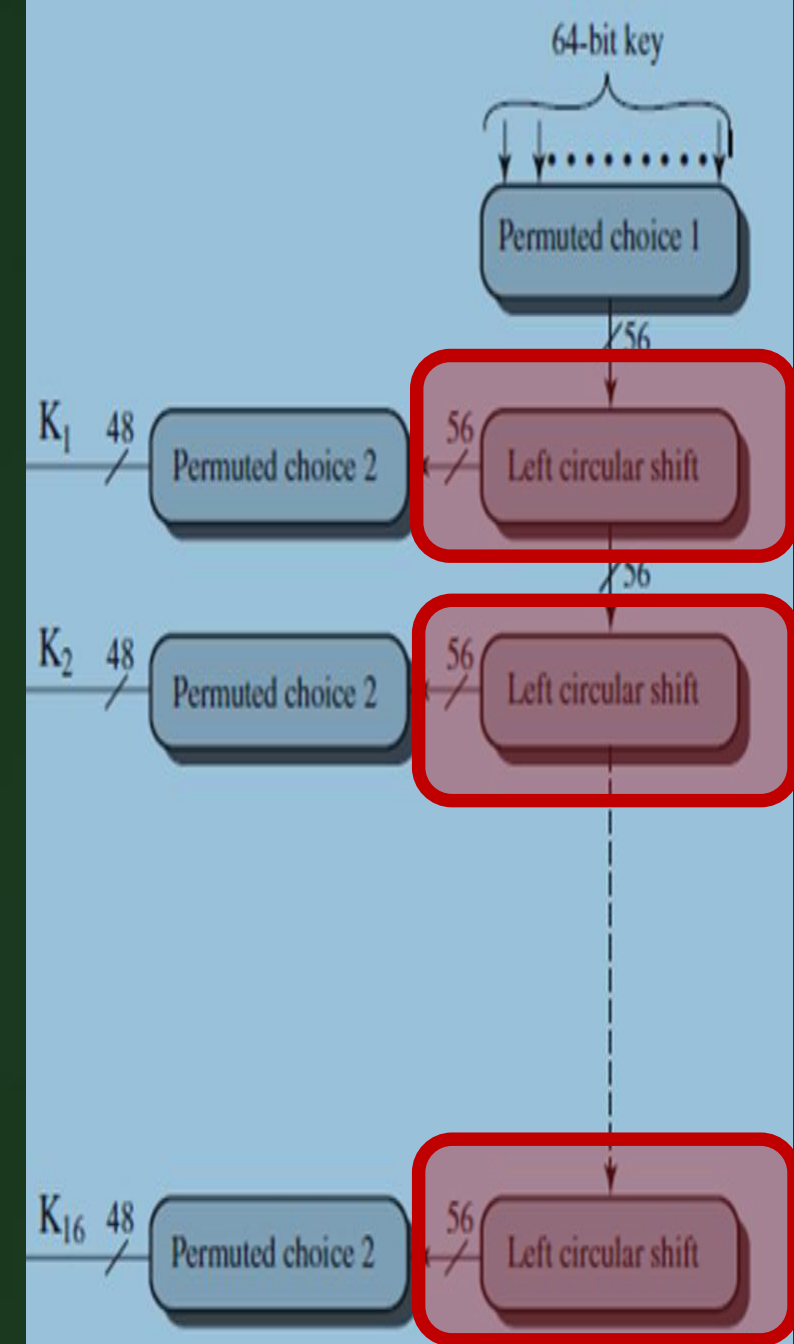 64-bit key
Permuted choice 1
56
K1 48 Permuted choice 2 56 Left circular shift
56
K2 48 Permuted choice 2 56 Left circular shift
K16 48 Permuted choice 2 56 Left circular shift